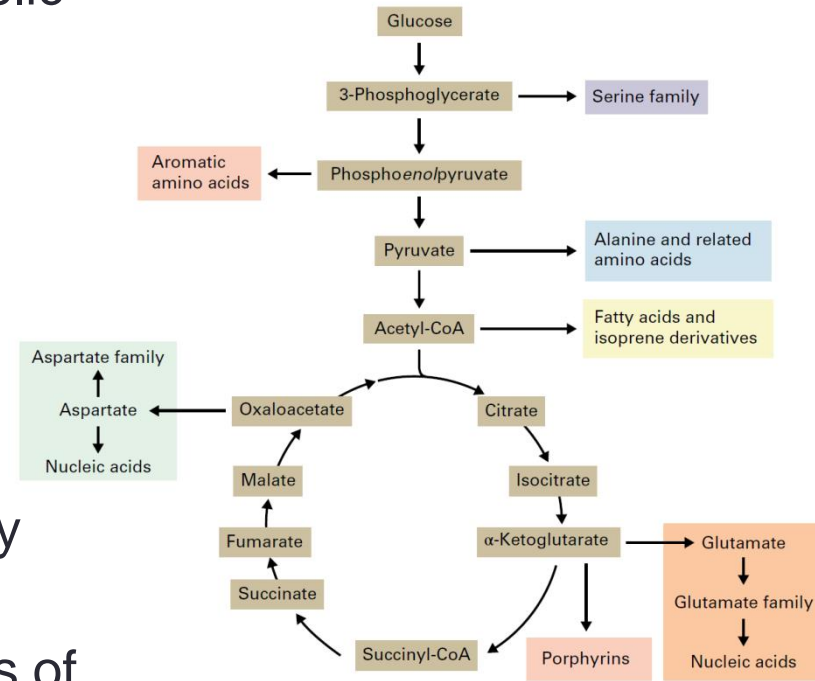 Glucose
3-Phosphoglycerate
Serine family
Aromatic
amino acids
Phosphoenolpyruvate
Pyruvate
Alanine and related
amino acids
Acetyl-CoA
Fatty acids and
isoprene derivatives
Aspartate family
Aspartate
Nucleic acids
Oxaloacetate
Citrate
Malate
Isocitrate
Fumarate
α-Ketoglutarate
Glutamate
Glutamate family
Nucleic acids
Succinate
Succinyl-CoA
Porphyrins
y
s of